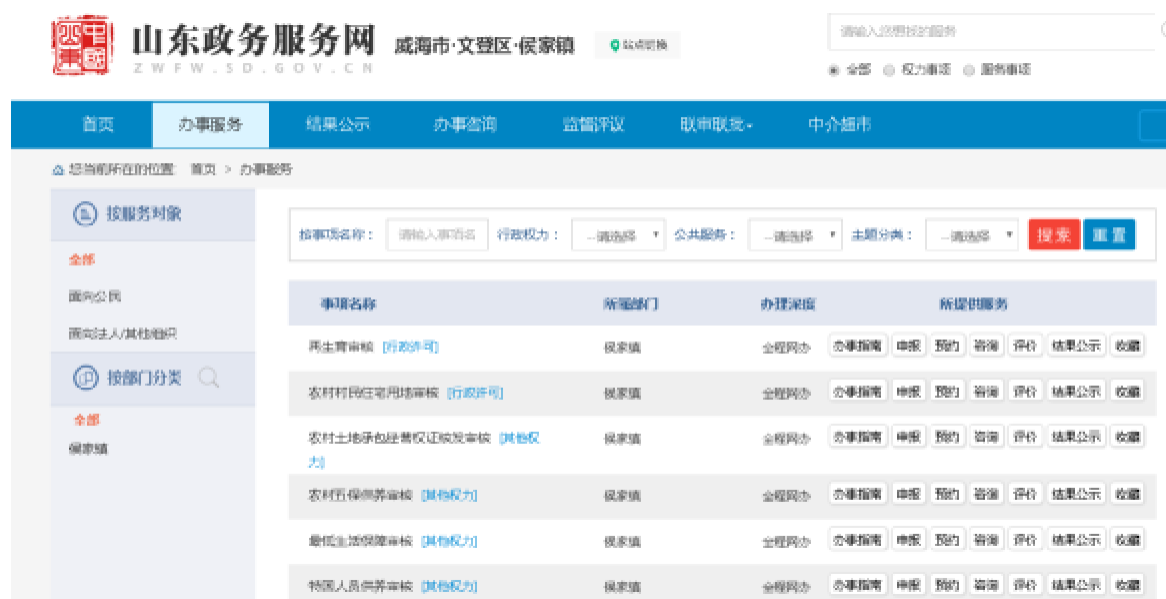 山东政务服务网
威海市·文登区·侯家镇
站点切换
ZWFW.SD.GOV.CN
请输入您想找的服务
全部 权力事项 服务事项
首页 办事服务 结果公示 办事咨询 监督评议 联审联批 中介超市
您当前所在的位置: 首页 > 办事服务
按服务对象
全部
面向公民
面向法人/其他组织
按部门分类
全部
侯家镇
按事项名称: 请输入事项名 行政权力: --请选择 公共服务: --请选择 主题分类: --请选择 搜索 重置
事项名称 所属部门 办理深度 所提供服务
再生育审核 [行政许可] 侯家镇 全程网办 办事指南 申报 预约 咨询 评价 结果公示 收藏
农村村民住宅用地审核 [行政许可] 侯家镇 全程网办 办事指南 申报 预约 咨询 评价 结果公示 收藏
农村土地承包经营权证核发审核 [其他权 侯家镇 全程网办 办事指南 申报 预约 咨询 评价 结果公示 收藏
力]
农村五保供养审核 [其他权力] 侯家镇 全程网办 办事指南 申报 预约 咨询 评价 结果公示 收藏
最低生活保障审核 [其他权力] 侯家镇 全程网办 办事指南 申报 预约 咨询 评价 结果公示 收藏
特困人员供养审核 [其他权力] 侯家镇 全程网办 办事指南 申报 预约 咨询 评价 结果公示 收藏